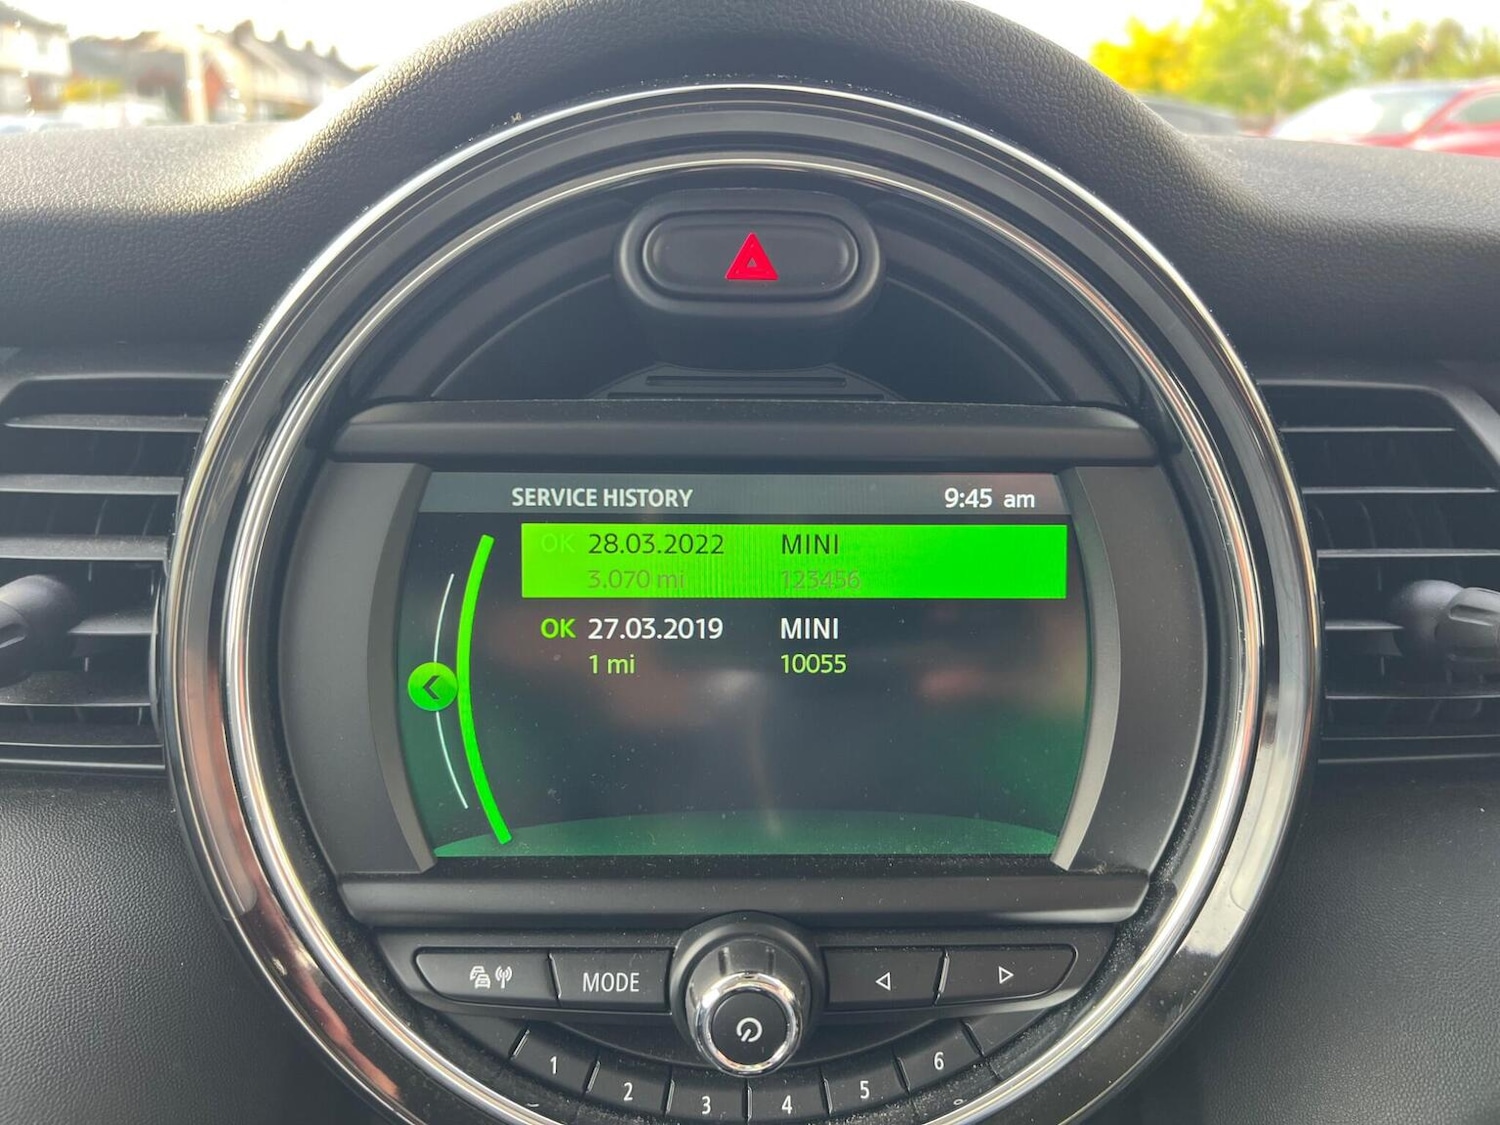 SERVICE HISTORY 9:45 am
OK 28.03.2022 MINI
3.070 mi 123456
OK 27.03.2019 MINI
1 mi 10055
MODE
1 2 3 4 5 6